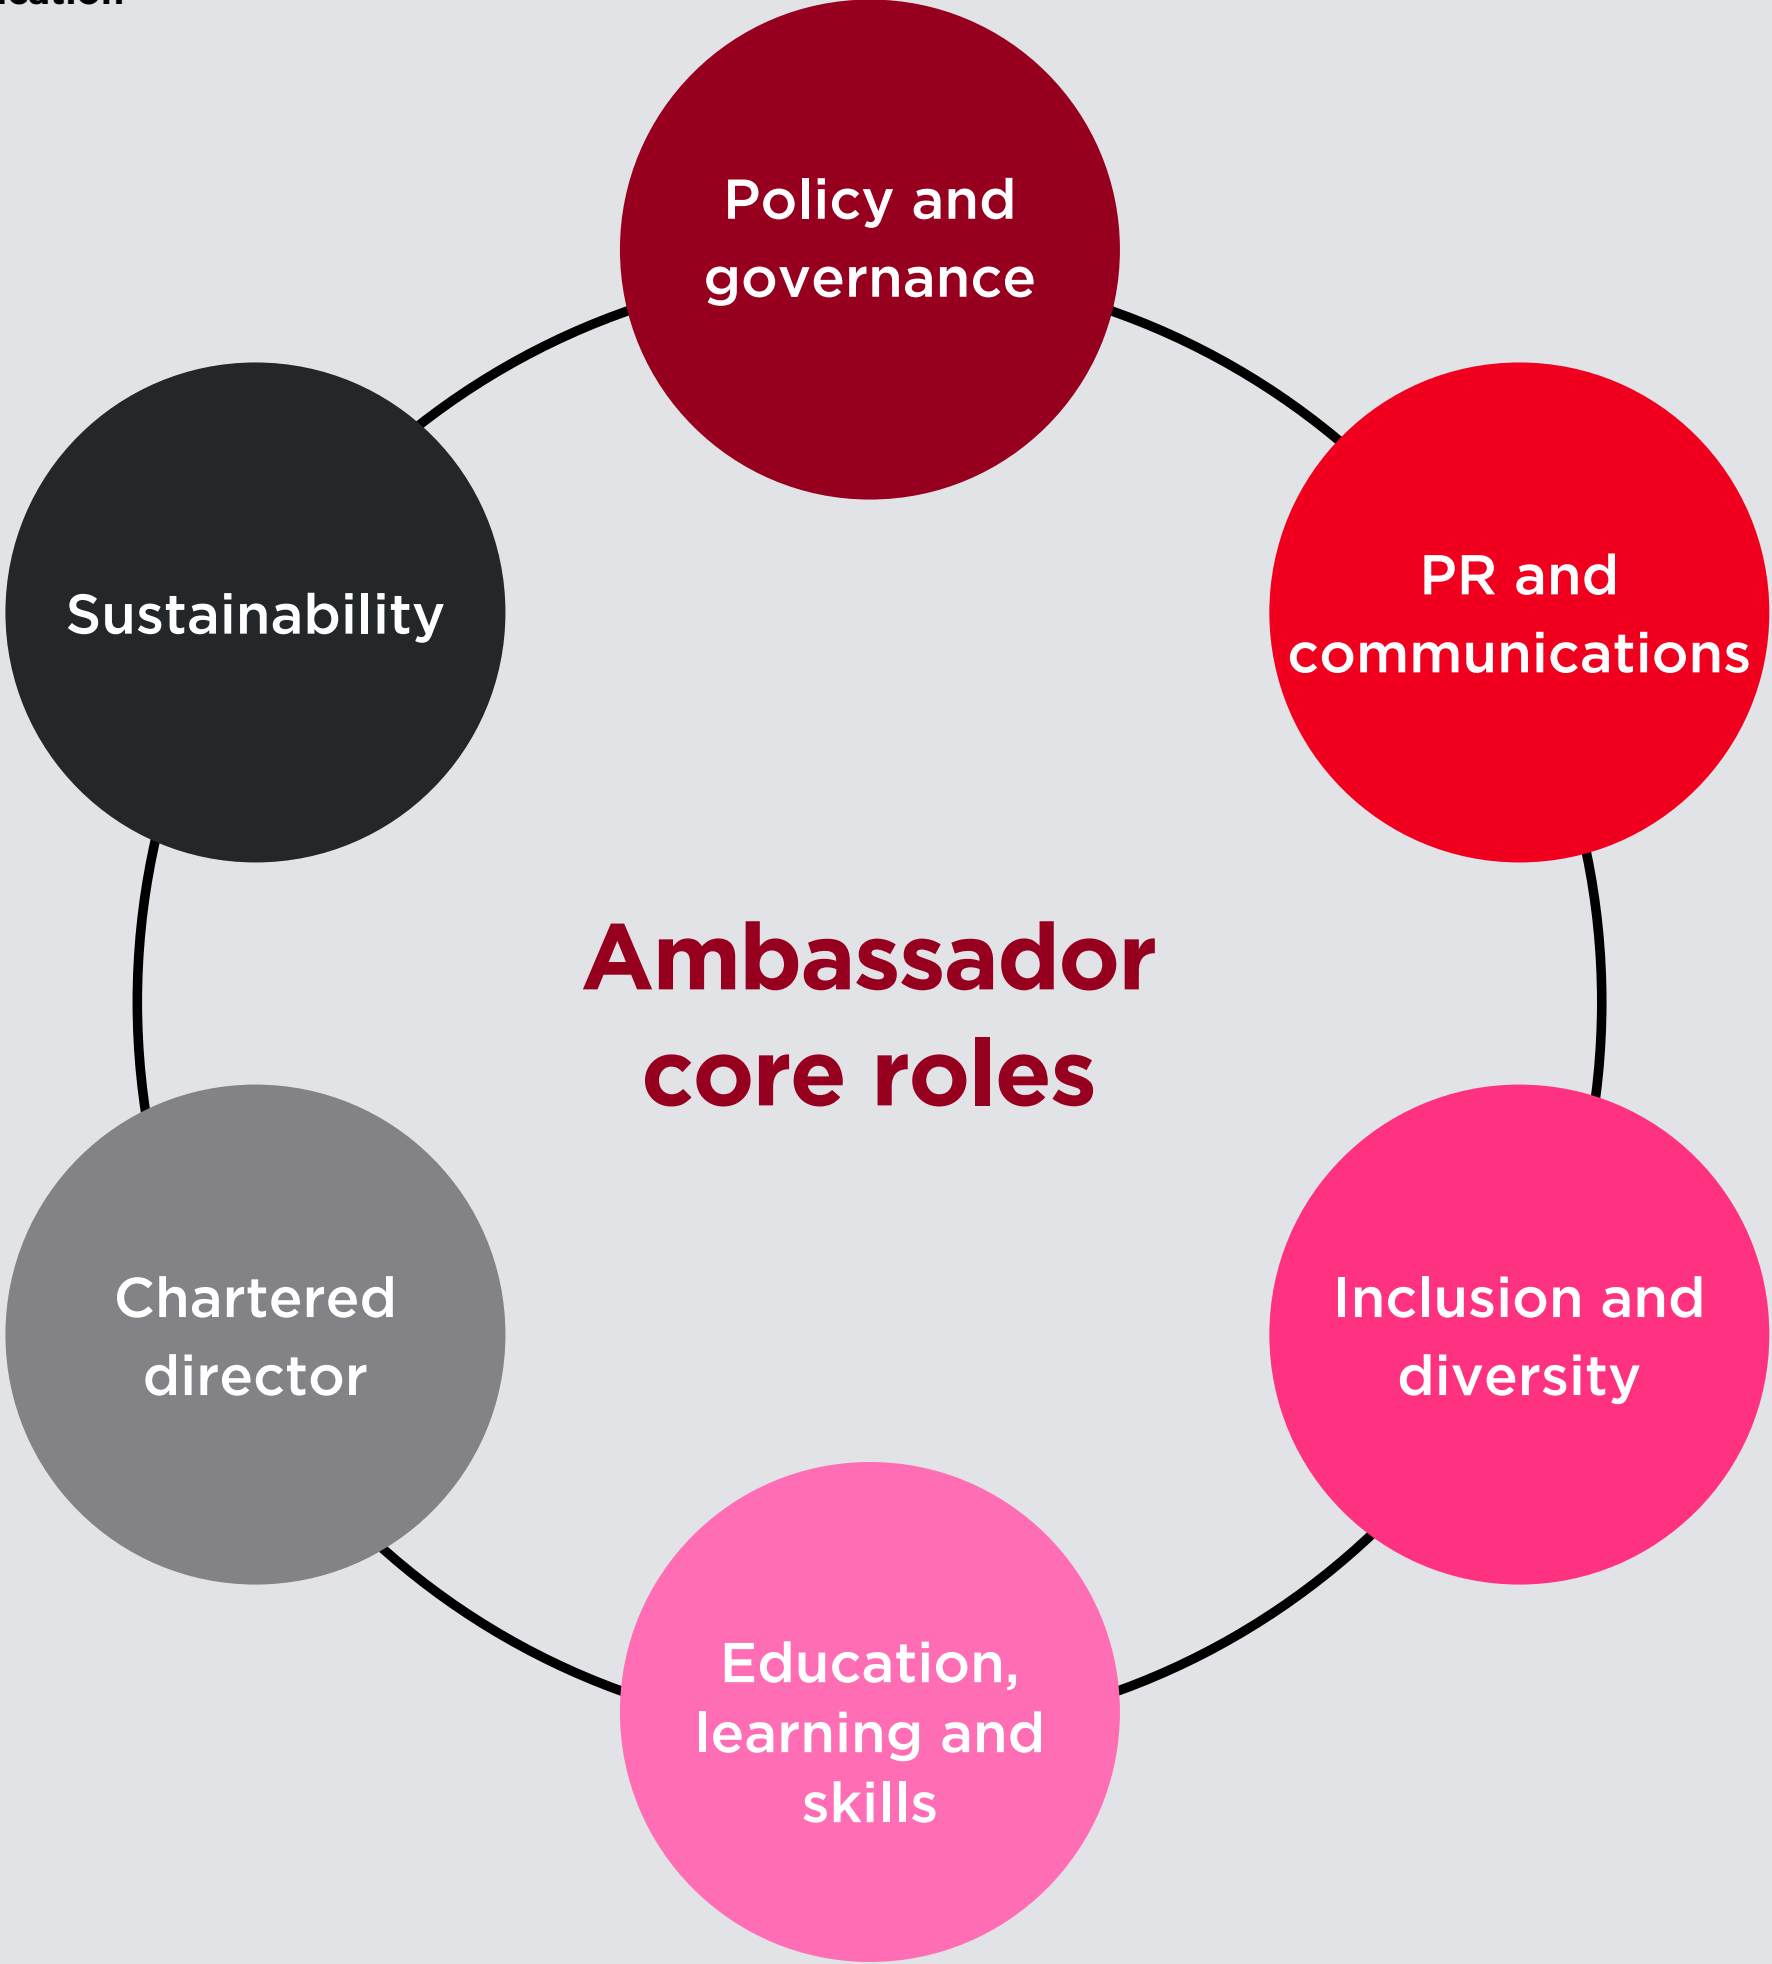 Policy and
governance
PR and
communications
Inclusion and
diversity
Education,
learning and
skills
Chartered
director
Sustainability
Ambassador
core roles